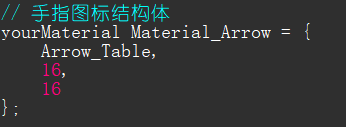 // 手指图标结构体
yourMaterial Material_Arrow = {
    Arrow_Table,
    16,
    16
};